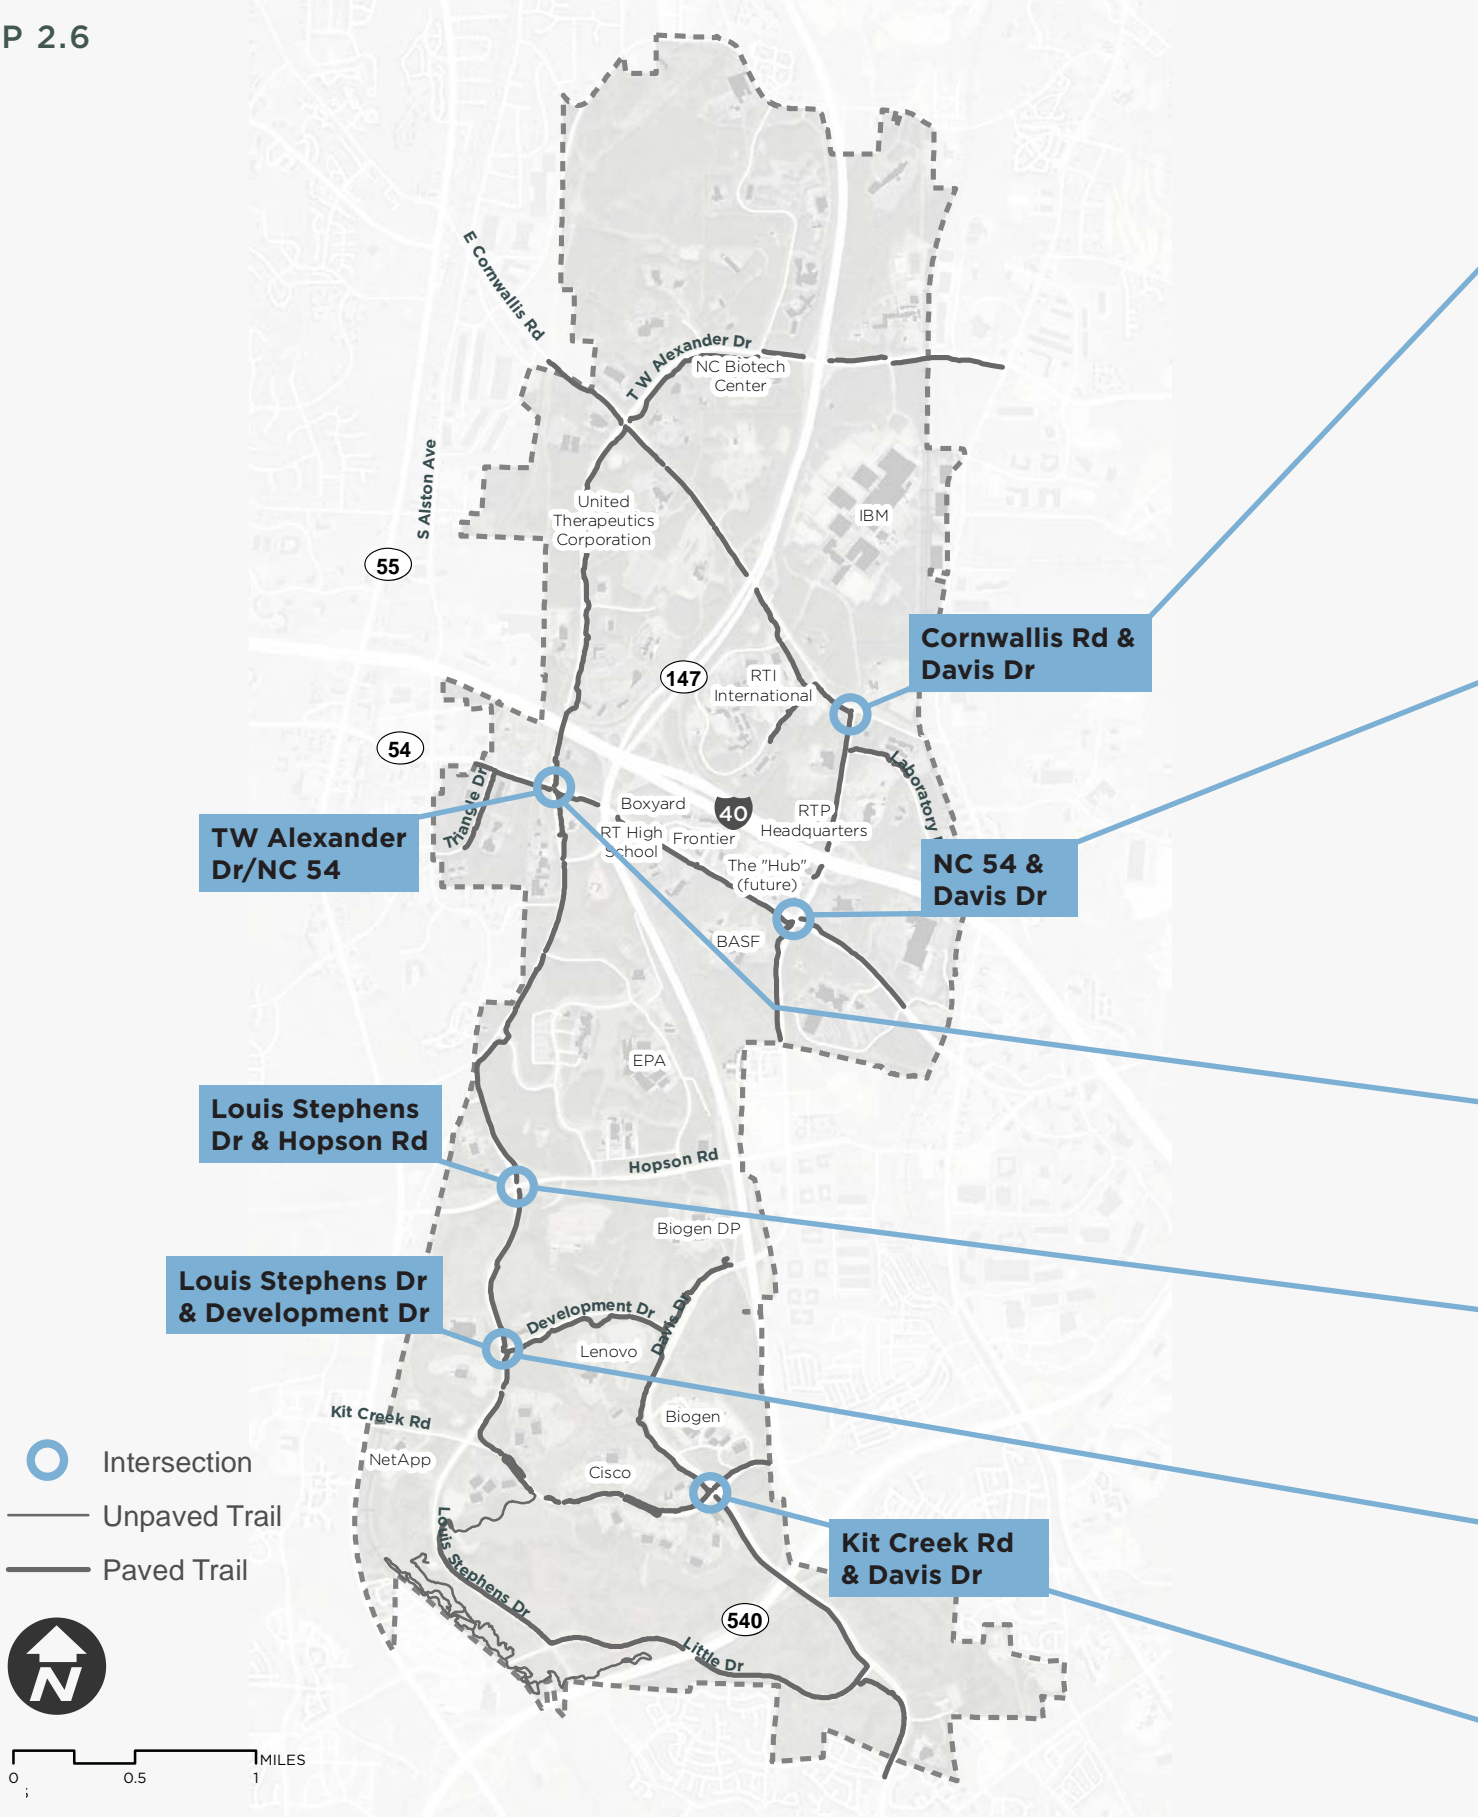 P 2.6
E Cornwallis Rd
T W Alexander Dr
NC Biotech
Center
S Alston Ave
United
Therapeutics
Corporation
IBM
55
Cornwallis Rd &
Davis Dr
147
RTI
International
54
Laboratory
Triangle Dr
Boxyard
40
RTP
Headquarters
TW Alexander
Dr/NC 54
RT High
School
Frontier
The "Hub"
(future)
NC 54 &
Davis Dr
BASF
EPA
Louis Stephens
Dr & Hopson Rd
Hopson Rd
Biogen DP
Louis Stephens Dr
& Development Dr
Development Dr
Davis Dr
Lenovo
Kit Creek Rd
Biogen
NetApp
Cisco
Intersection
Unpaved Trail
Paved Trail
Louis Stephens Dr
Kit Creek Rd
& Davis Dr
540
Little Dr
N
MILES
0
0.5
1